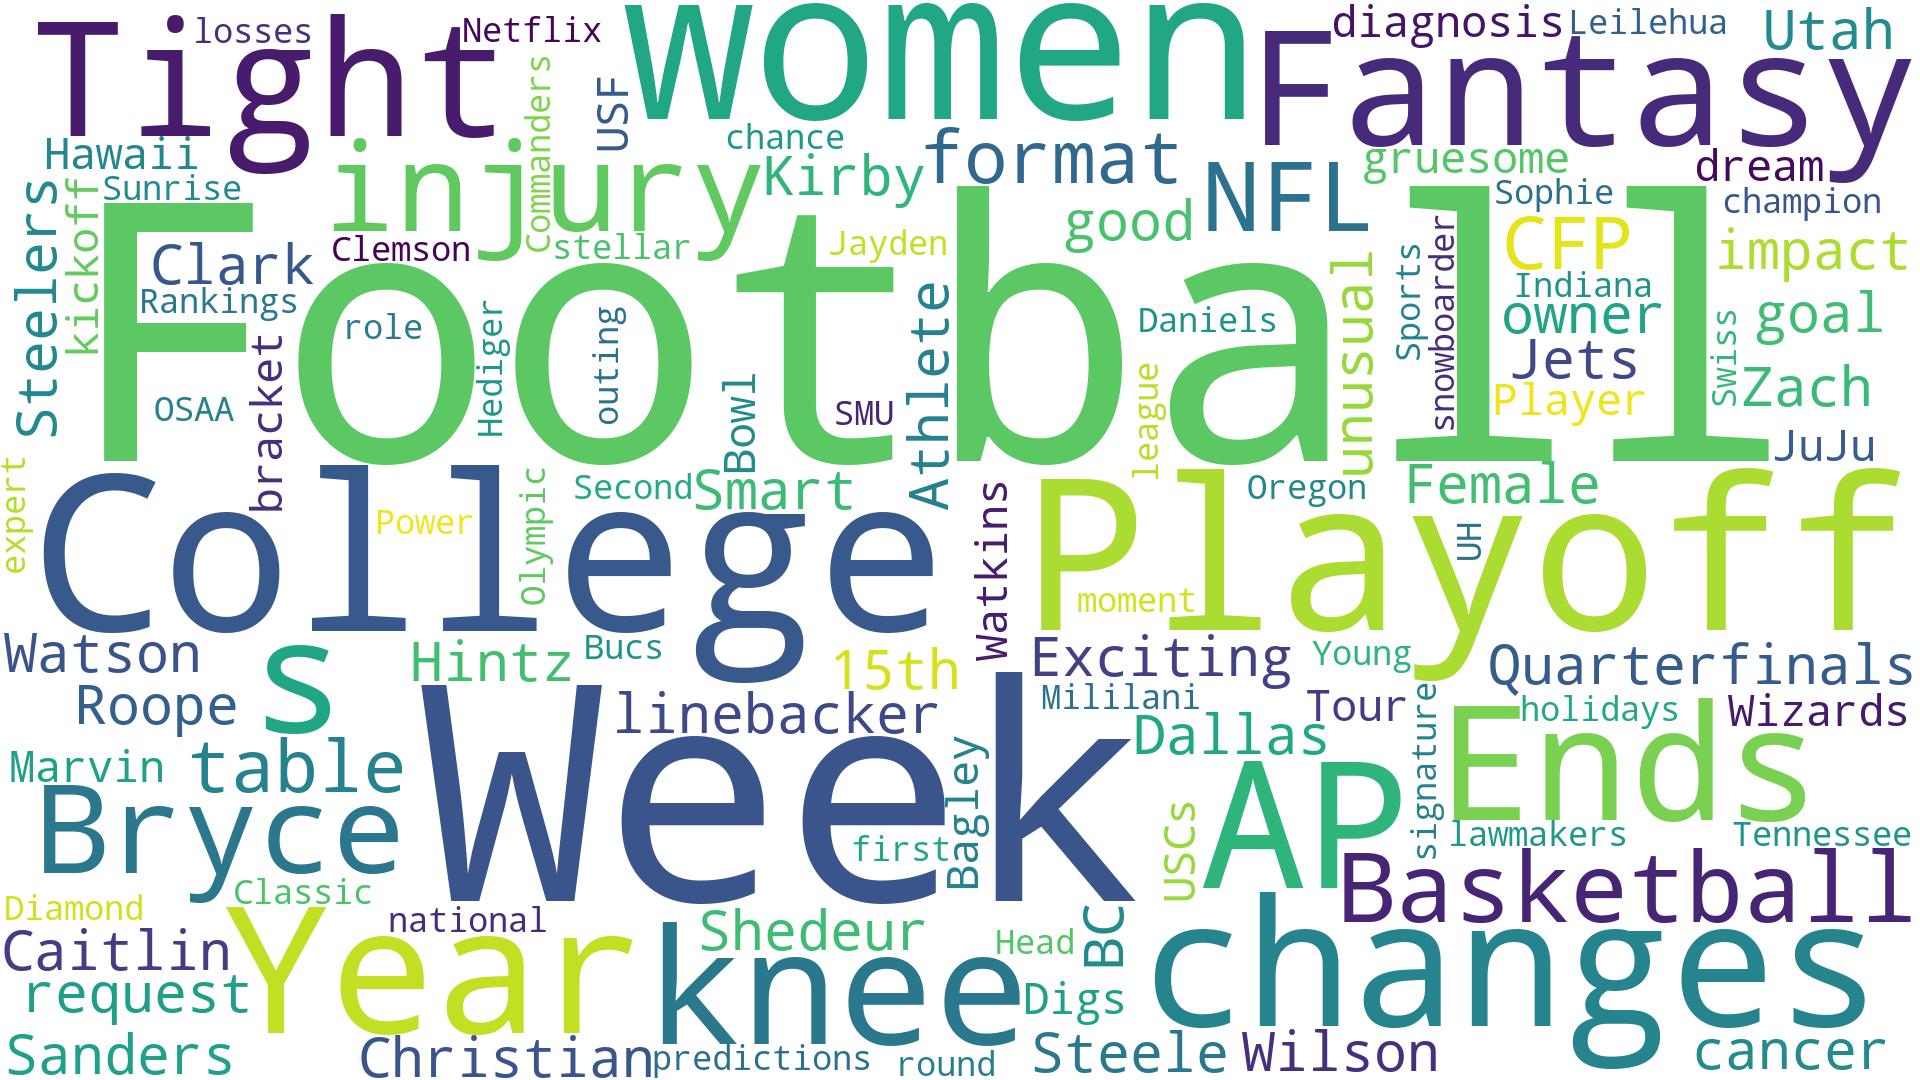 Tight
losses
Netflix
Women
Fantasy
diagnosis
Leilehua
Utah
Commanders
USF
chance
Hawaii
injury
Kirby
format
NFL
gruesome
dream
Steelers
kickoff
Sunrise
good
Sophie
champion
Football
Clark
Clemson
stellar
Jayden
CFP
impact
Rankings
Indiana
role
Hediger
outing
Athlete
Daniels
unusual
Sports
snowboarder
owner
Swiss
goal
bracket
OSAA
Bowl
SMU
league
Jets
Player
Zach
JuJu
expert
College
Power
Olympic
Second
Smart
Watkins
Playoff
Oregon
Female
UH
moment
Watson
s
Hintz
Bucs
15th
Exciting
Young
Quarterfinals
Roope
linebacker
Mililani
Tour
signature
holidays
Wizards
Marvin
table
Week
Dallas
Ends
Bryce
first
Bagley
USCs
AP
lawmakers
Tennessee
Diamond
Classic
Basketball
Caitlin
Year
national
Shedeur
Head
BC
changes
request
knee
Digs
Sanders
Christian
predictions
round
Steele
Wilson
cancer